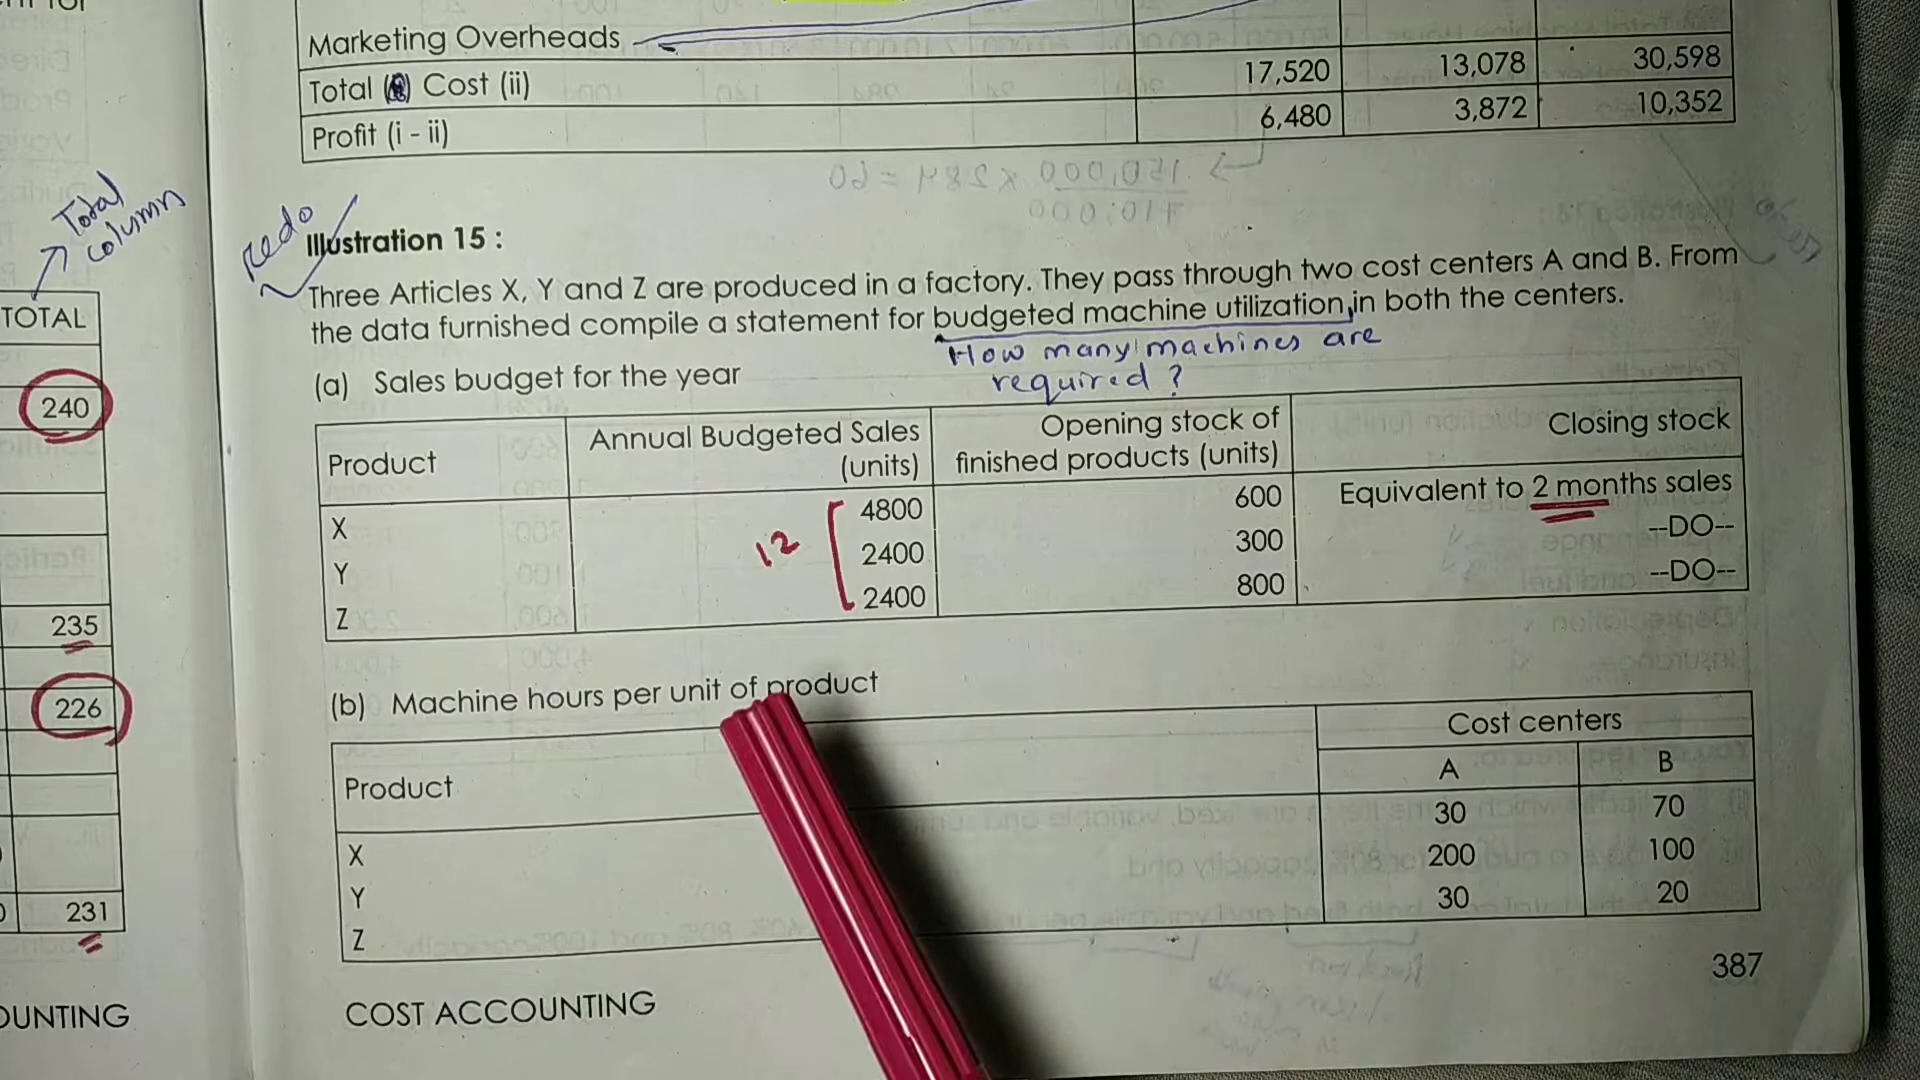 Marketing Overheads
Total Cost (ii) 17,520 13,078 30,598
Profit (i - ii) 6,480 3,872 10,352
Total
column
TOTAL
240
235
226
231
OUNTING
Redo
Illustration 15 :
Three Articles X, Y and Z are produced in a factory. They pass through two cost centers A and B. From
the data furnished compile a statement for budgeted machine utilization in both the centers.
How many machines are
required ?
(a) Sales budget for the year
Product Annual Budgeted Sales (units) Opening stock of finished products (units) Closing stock
X 4800 600 Equivalent to 2 months sales
Y 2400 300 --DO--
Z 2400 800 --DO--
12
(b) Machine hours per unit of product
Product Cost centers
A B
X 30 70
Y 200 100
Z 30 20
387
COST ACCOUNTING